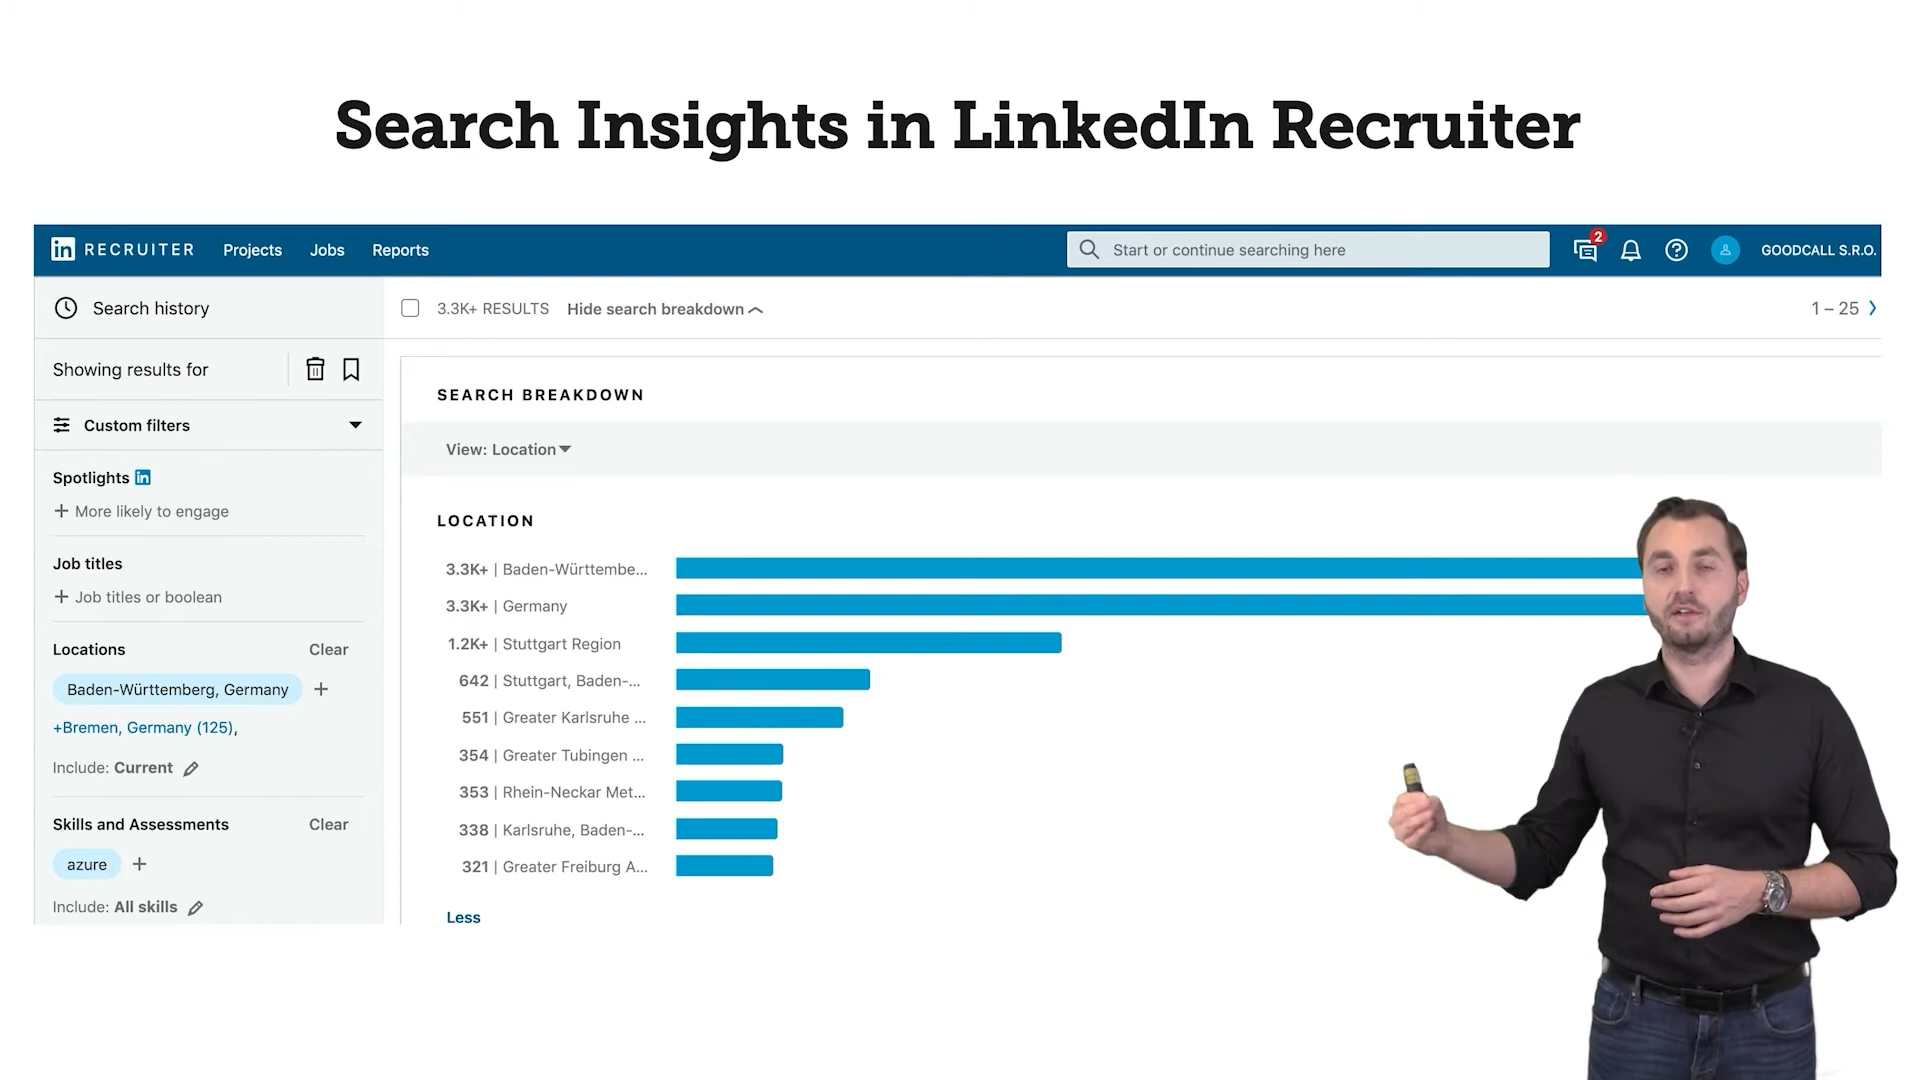 Search Insights in LinkedIn Recruiter
in RECRUITER Projects Jobs Reports Start or continue searching here 2 GOODCALL S.R.O.
Search history
3.3K+ RESULTS Hide search breakdown 1 – 25
Showing results for
SEARCH BREAKDOWN
Custom filters
View: Location
Spotlights in
+ More likely to engage
Job titles
+ Job titles or boolean
Locations Clear
Baden-Württemberg, Germany +
+Bremen, Germany (125),
Include: Current
Skills and Assessments Clear
azure +
Include: All skills
LOCATION
3.3K+ | Baden-Württembe...
3.3K+ | Germany
1.2K+ | Stuttgart Region
642 | Stuttgart, Baden-...
551 | Greater Karlsruhe ...
354 | Greater Tubingen ...
353 | Rhein-Neckar Met...
338 | Karlsruhe, Baden-...
321 | Greater Freiburg A...
Less